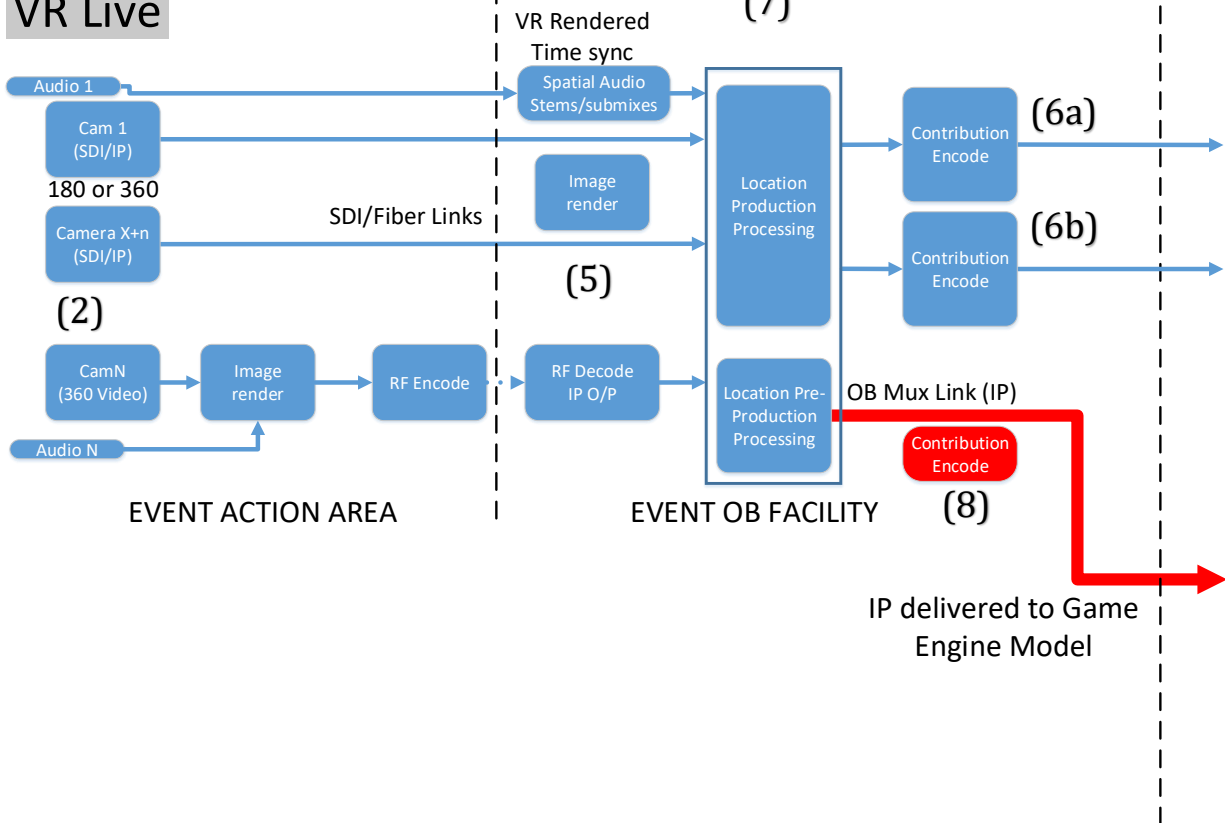 VR Live
(7)
VR Rendered
Time sync
Audio 1
Spatial Audio
Stems/submixes
Cam 1
(SDI/IP)
180 or 360
Camera X+n
(SDI/IP)
SDI/Fiber Links
Image
render
(5)
Location
Production
Processing
Contribution
Encode
(6a)
Contribution
Encode
(6b)
(2)
CamN
(360 Video)
Image
render
RF Encode
RF Decode
IP O/P
Location Pre-
Production
Processing
OB Mux Link (IP)
Contribution
Encode
(8)
Audio N
EVENT ACTION AREA
EVENT OB FACILITY
IP delivered to Game
Engine Model